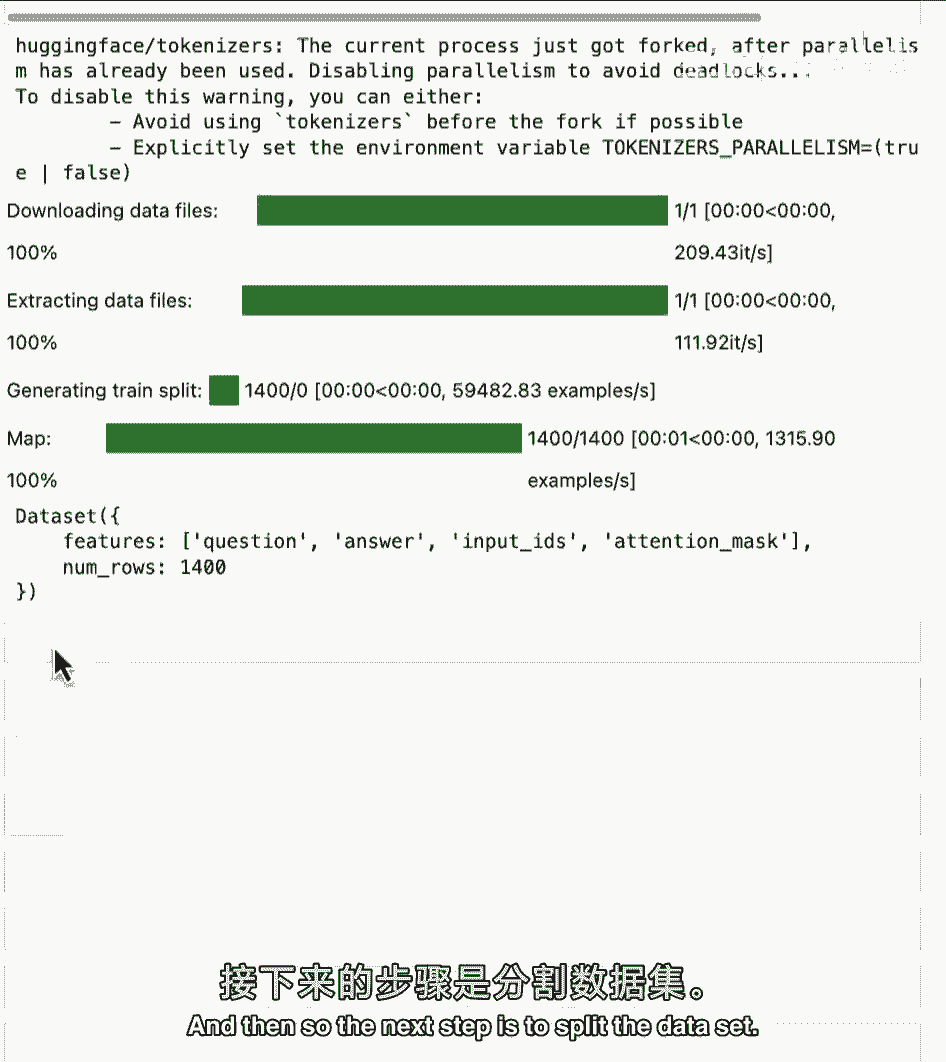 huggingface/tokenizers: The current process just got forked, after parallelis
m has already been used. Disabling parallelism to avoid deadlocks...
To disable this warning, you can either:
        - Avoid using `tokenizers` before the fork if possible
        - Explicitly set the environment variable TOKENIZERS_PARALLELISM=(tru
e | false)
Downloading data files: 1/1 [00:00<00:00,
100% 209.43it/s]
Extracting data files: 1/1 [00:00<00:00,
100% 111.92it/s]
Generating train split: 1400/0 [00:00<00:00, 59482.83 examples/s]
Map: 1400/1400 [00:01<00:00, 1315.90
100% examples/s]
Dataset({
    features: ['question', 'answer', 'input_ids', 'attention_mask'],
    num_rows: 1400
})
接下来的步骤是分割数据集。
And then so the next step is to split the data set.